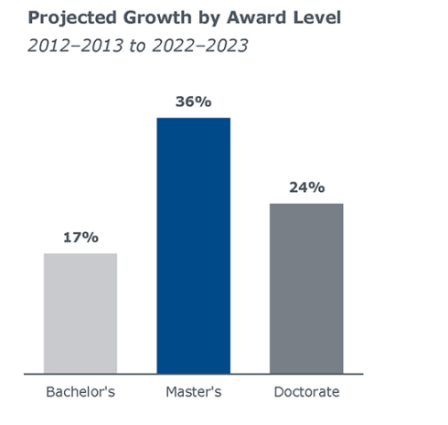 Projected Growth by Award Level
2012–2013 to 2022–2023
36%
24%
17%
Bachelor's Master's Doctorate